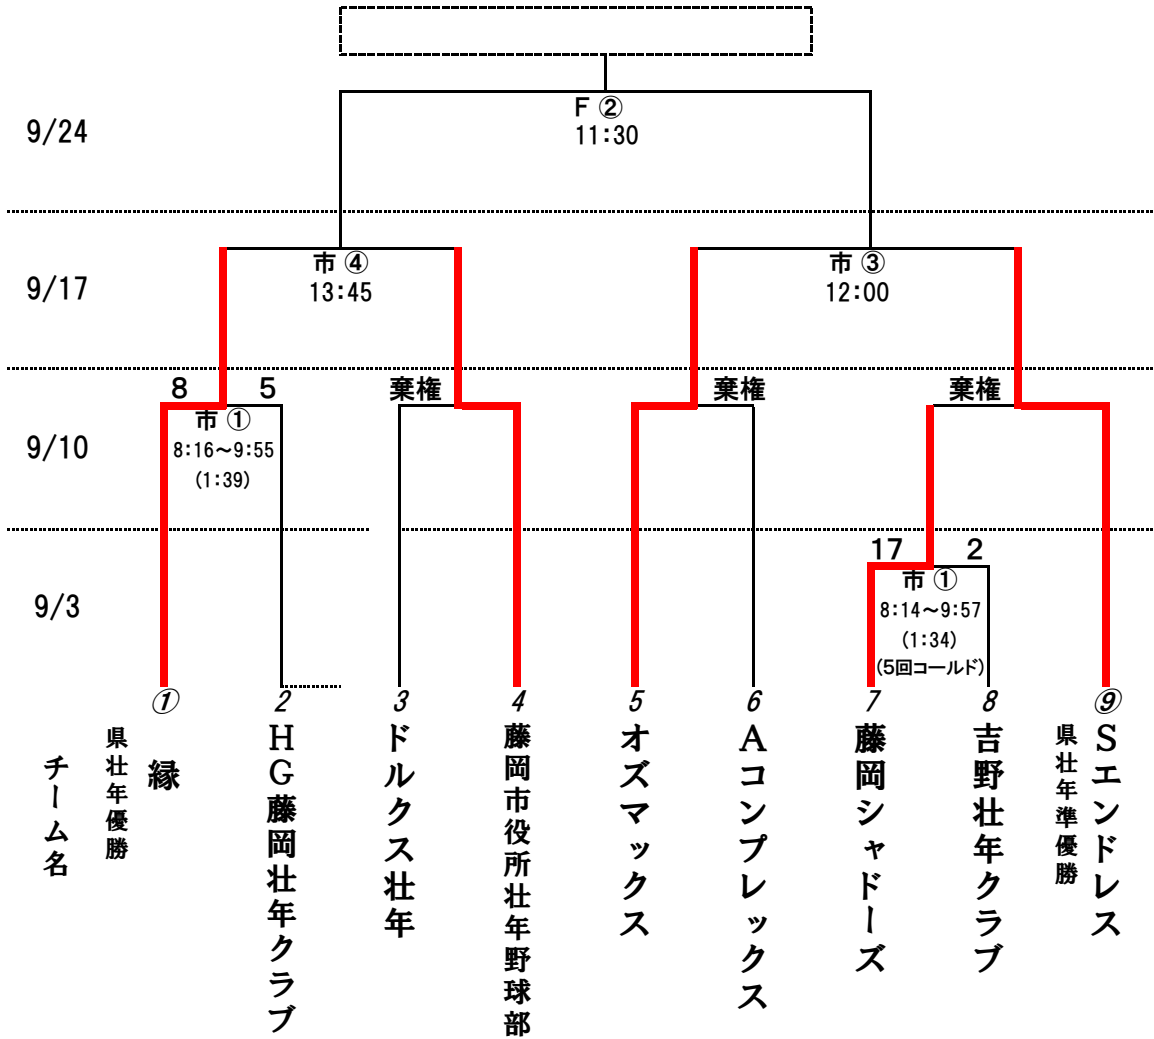 F ②
9/24
11:30
市 ④
市 ③
9/17
13:45
12:00
8
5
棄権
棄権
棄権
市 ①
9/10
8:16～9:55
(1:39)
17
2
市 ①
9/3
8:14～9:57
(1:34)
(5回コールド)
①
2
3
4
5
6
7
8
⑨
チーム名
県壮年優勝
縁
HG藤岡壮年クラブ
ドルクス壮年
藤岡市役所壮年野球部
オズマックス
Aコンプレックス
藤岡シャドーズ
吉野壮年クラブ
県壮年準優勝
Sエンドレス